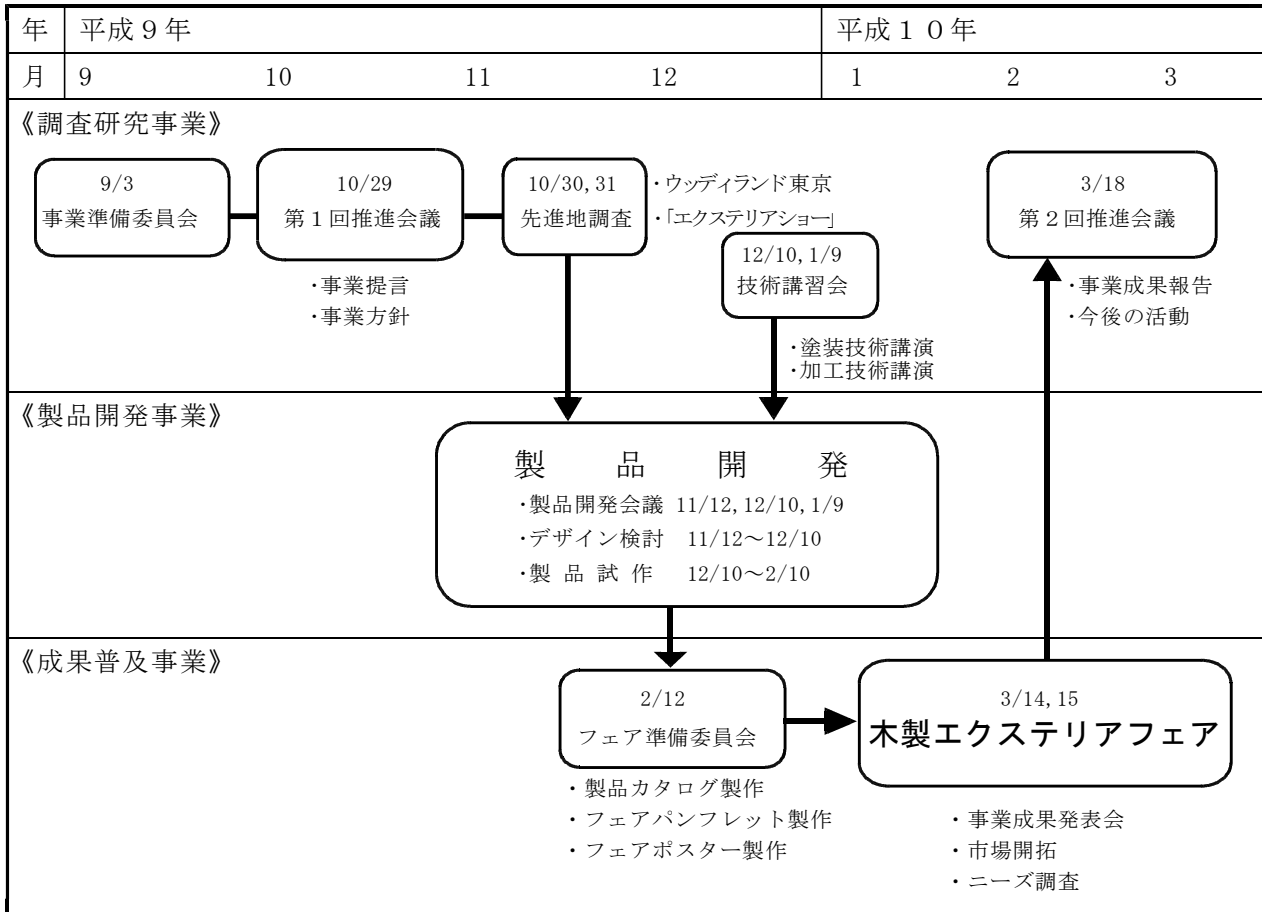 年 平成９年 平成１０年
月 9 10 11 12 1 2 3
《調査研究事業》
9/3
事業準備委員会
10/29
第１回推進会議
・事業提言
・事業方針
10/30, 31
先進地調査
・ウッディランド東京
・「エクステリアショー」
12/10, 1/9
技術講習会
・塗装技術講演
・加工技術講演
3/18
第２回推進会議
・事業成果報告
・今後の活動
《製品開発事業》
製　品　開　発
・製品開発会議 11/12, 12/10, 1/9
・デザイン検討 11/12～12/10
・製 品 試 作 12/10～2/10
《成果普及事業》
2/12
フェア準備委員会
・製品カタログ製作
・フェアパンフレット製作
・フェアポスター製作
3/14, 15
木製エクステリアフェア
・事業成果発表会
・市場開拓
・ニーズ調査